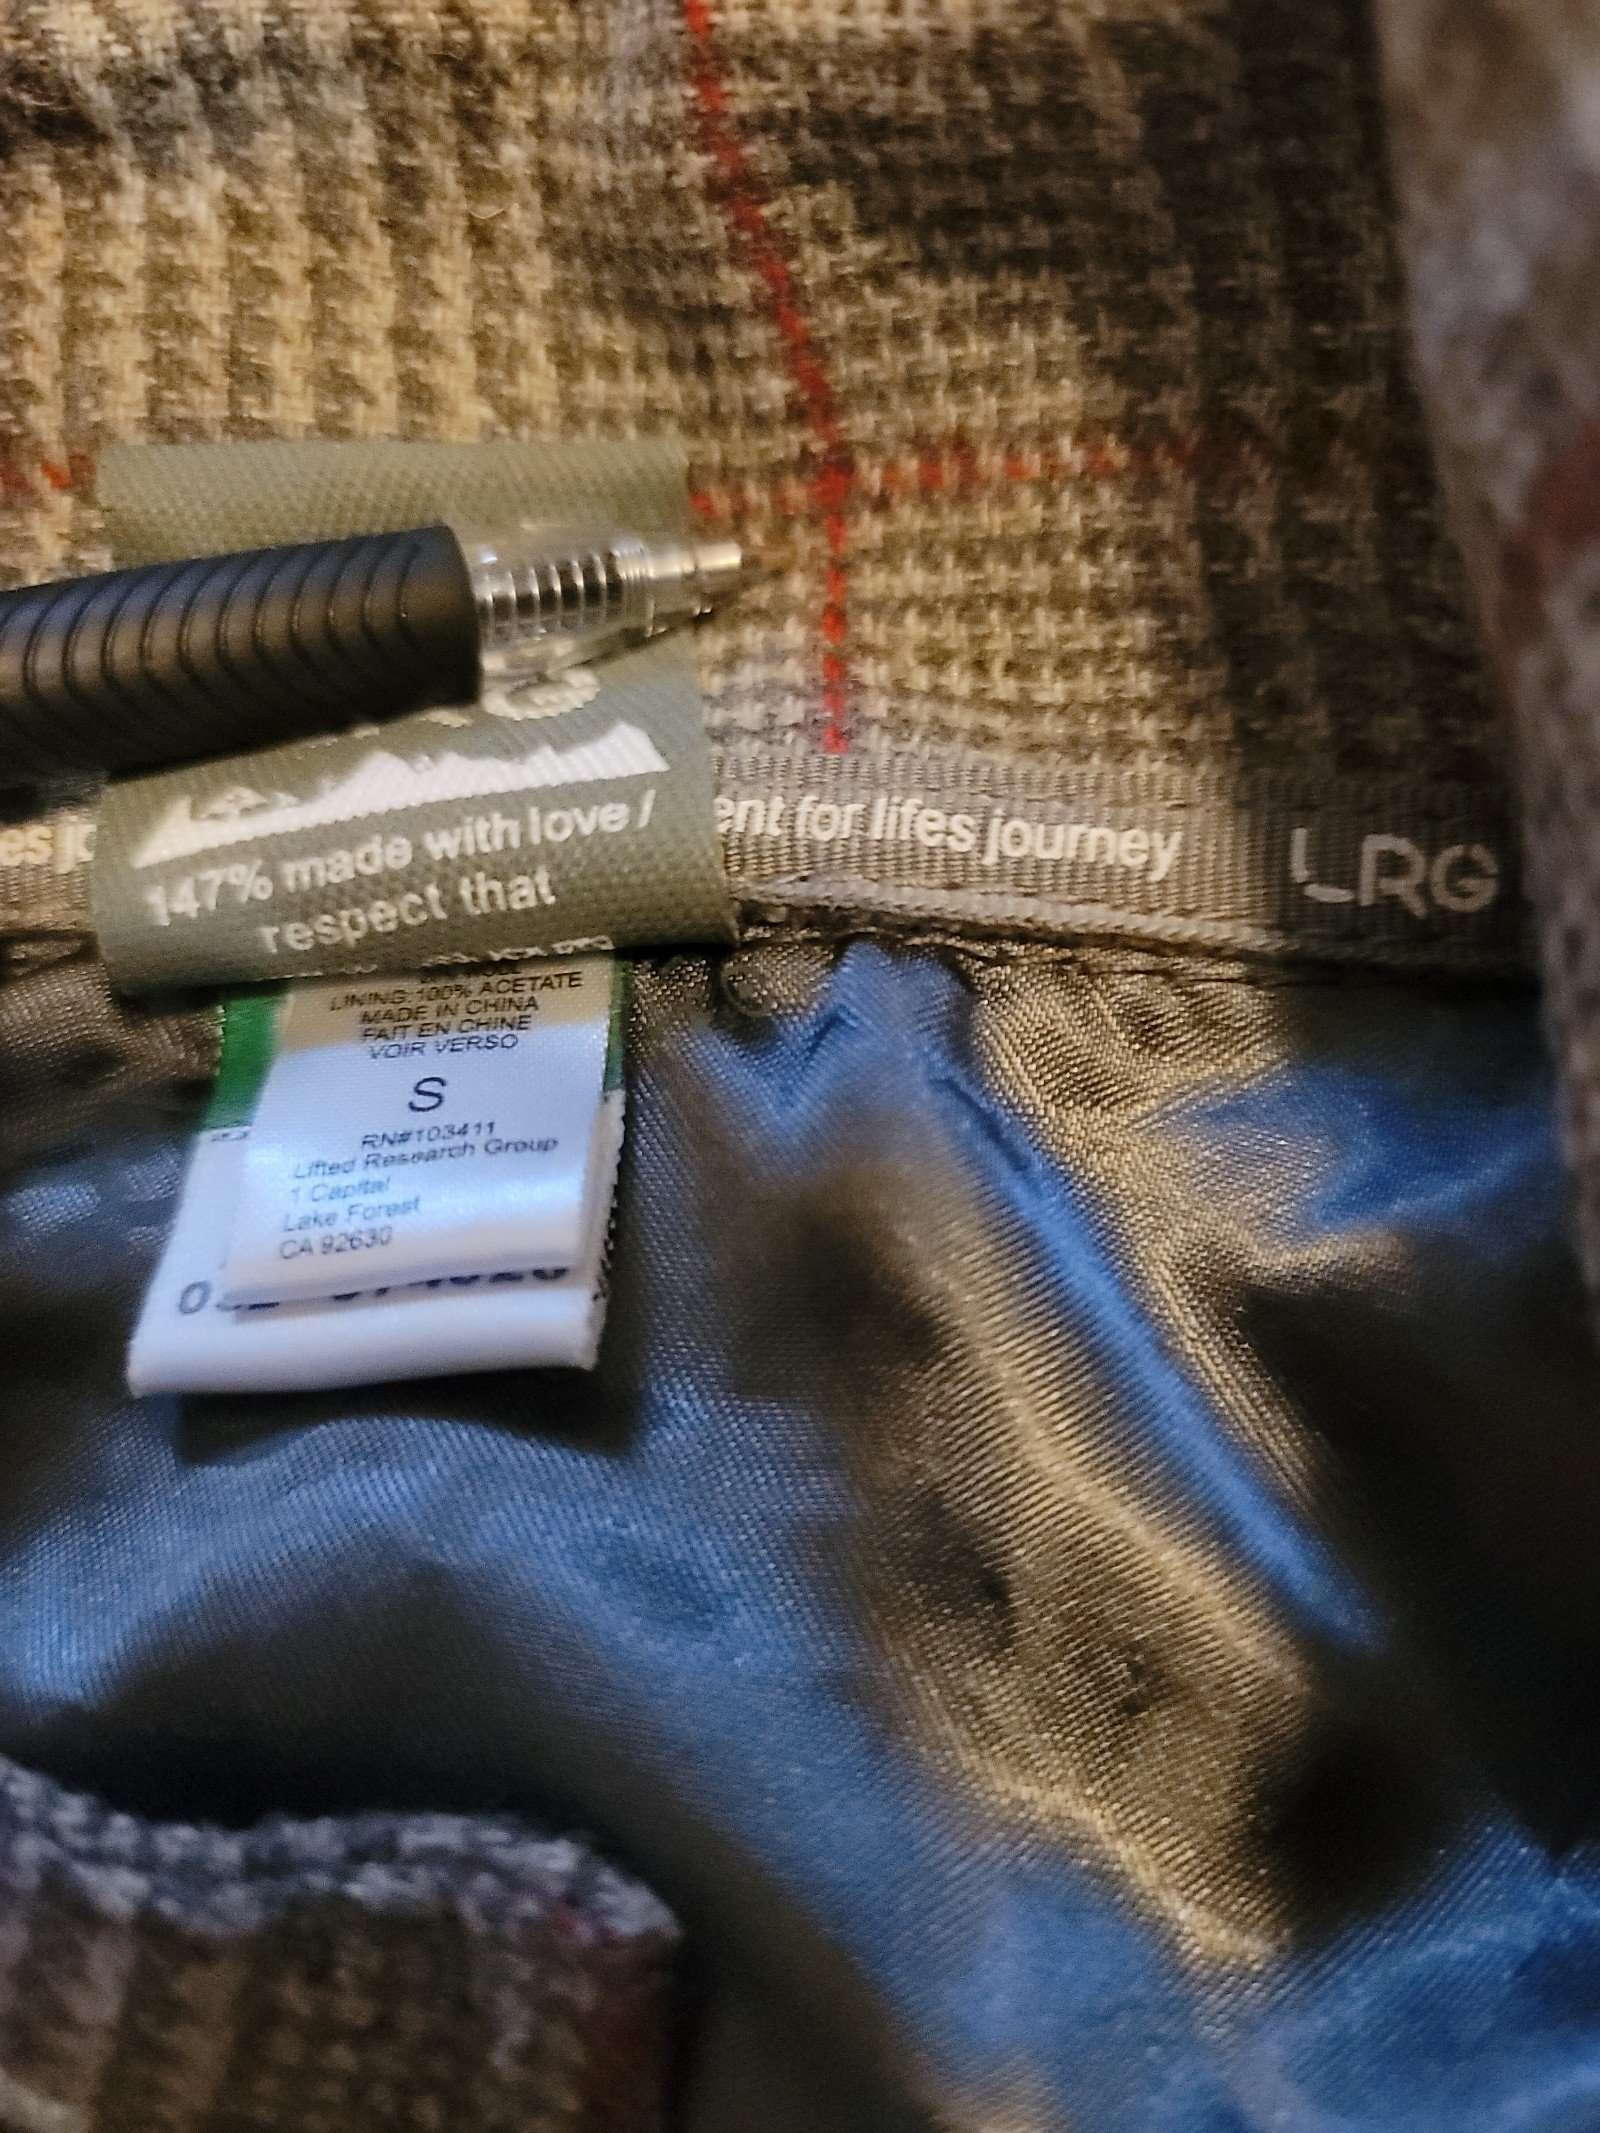 ent for lifes journey
LRG
147% made with love /
respect that
LINING: 100% ACETATE
MADE IN CHINA
FAIT EN CHINE
VOIR VERSO
S
RN#103411
Lifted Research Group
1 Capital
Lake Forest
CA 92630